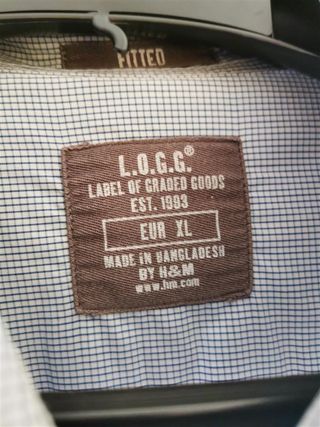 FITTED
L.O.G.G.®
LABEL OF GRADED GOODS
EST. 1993
EUR XL
MADE IN BANGLADESH
BY H&M
www.hm.com